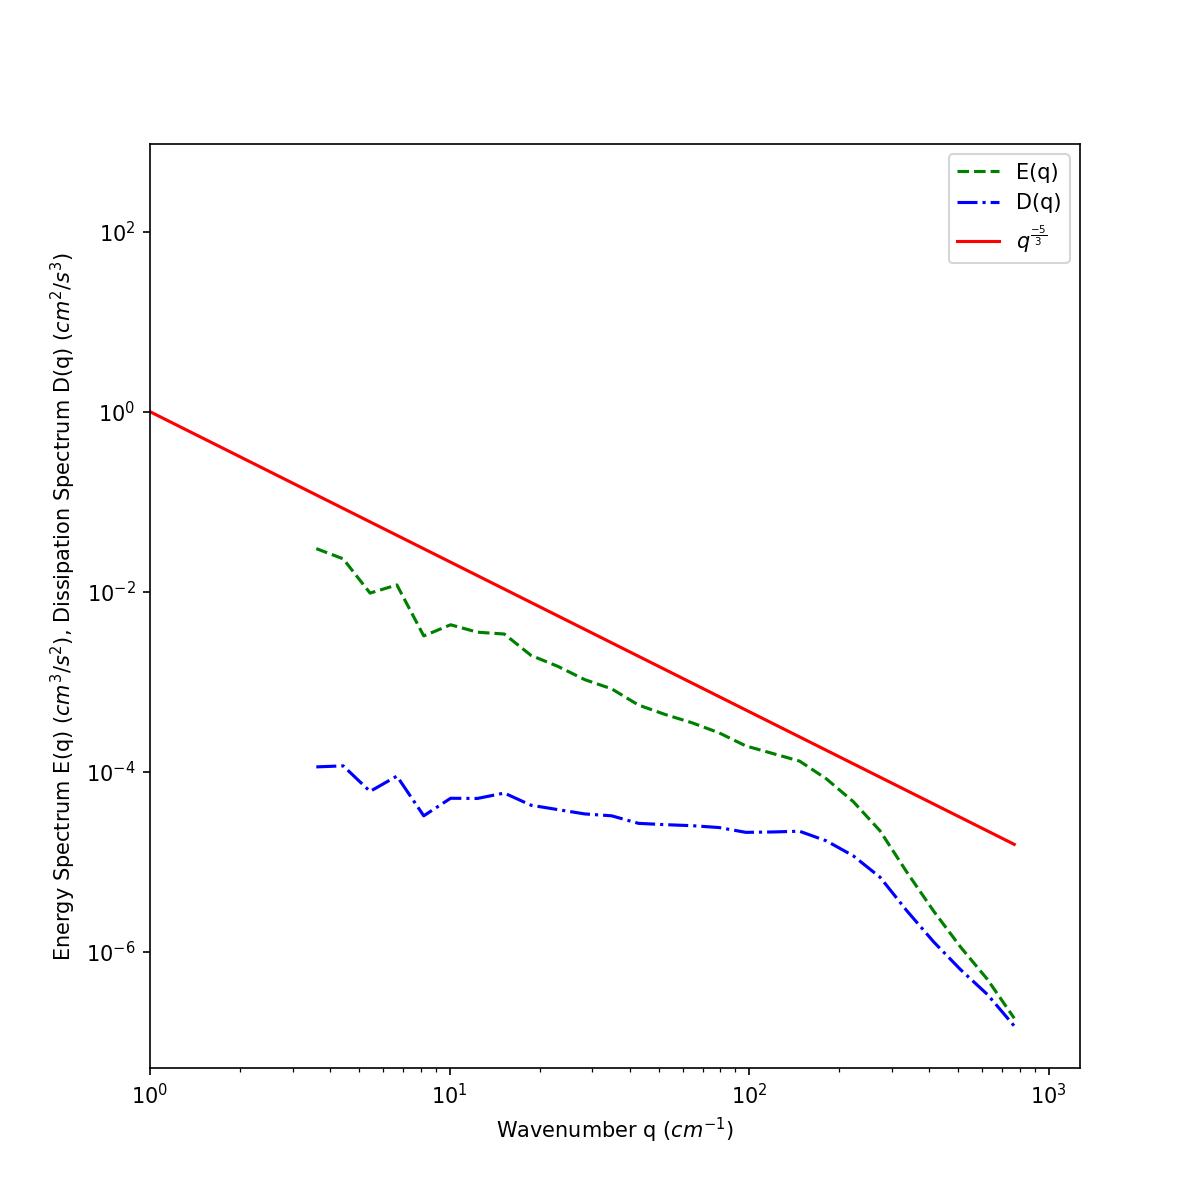 E(q)
D(q)
q^{\frac{-5}{3}}
10^2
10^0
10^{-2}
10^{-4}
10^{-6}
Energy Spectrum E(q) (cm^3/s^2), Dissipation Spectrum D(q) (cm^2/s^3)
10^0 10^1 10^2 10^3
Wavenumber q (cm^{-1})